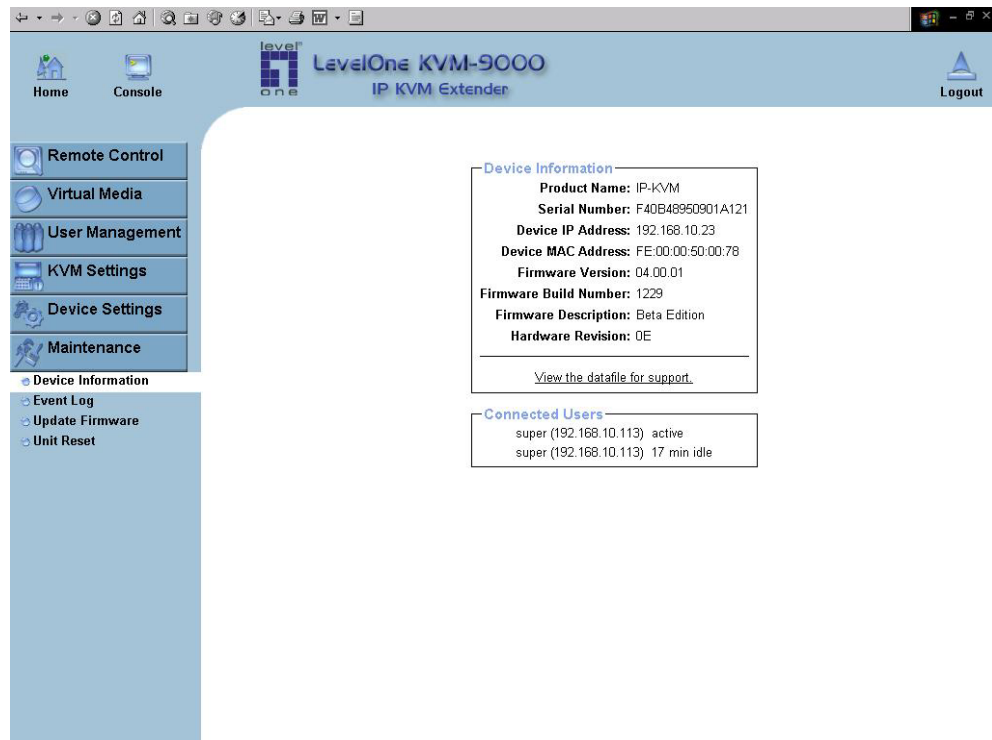 level
one
LevelOne KVM-9000
IP KVM Extender
Home
Console
Logout
Remote Control
Virtual Media
User Management
KVM Settings
Device Settings
Maintenance
Device Information
Event Log
Update Firmware
Unit Reset
Device Information
Product Name: IP-KVM
Serial Number: F40B48950901A121
Device IP Address: 192.168.10.23
Device MAC Address: FE:00:00:50:00:78
Firmware Version: 04.00.01
Firmware Build Number: 1229
Firmware Description: Beta Edition
Hardware Revision: 0E
View the datafile for support.
Connected Users
super (192.168.10.113) active
super (192.168.10.113) 17 min idle